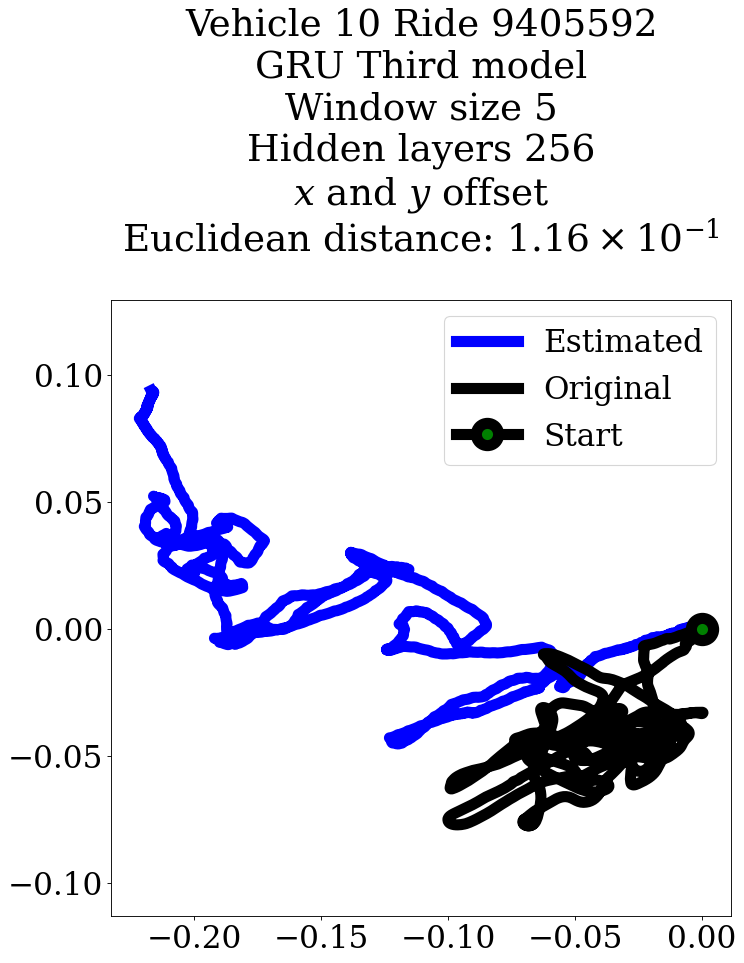 Vehicle 10 Ride 9405592
GRU Third model
Window size 5
Hidden layers 256
x and y offset
Euclidean distance: 1.16 × 10⁻¹
Estimated
Original
Start
0.10
0.05
0.00
−0.05
−0.10
−0.20 −0.15 −0.10 −0.05 0.00